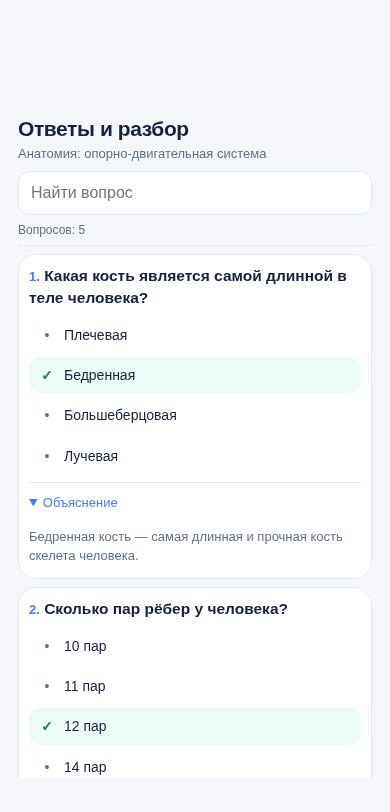 Ответы и разбор
Анатомия: опорно-двигательная система
Найти вопрос
Вопросов: 5
1. Какая кость является самой длинной в
теле человека?
• Плечевая
✓ Бедренная
• Большеберцовая
• Лучевая
▼ Объяснение
Бедренная кость — самая длинная и прочная кость
скелета человека.
2. Сколько пар рёбер у человека?
• 10 пар
• 11 пар
✓ 12 пар
• 14 пар